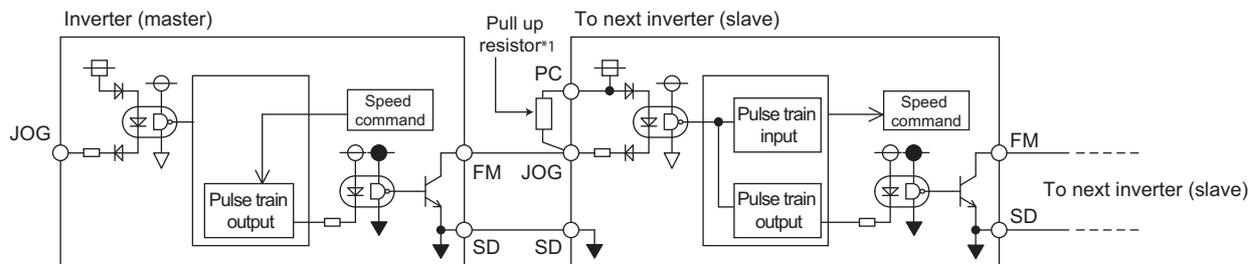 Inverter (master)
Pull up
resistor*1
To next inverter (slave)
PC
JOG
Speed
command
Pulse train
output
FM
JOG
SD
SD
Pulse train
input
Pulse train
output
Speed
command
FM
To next inverter (slave)
SD